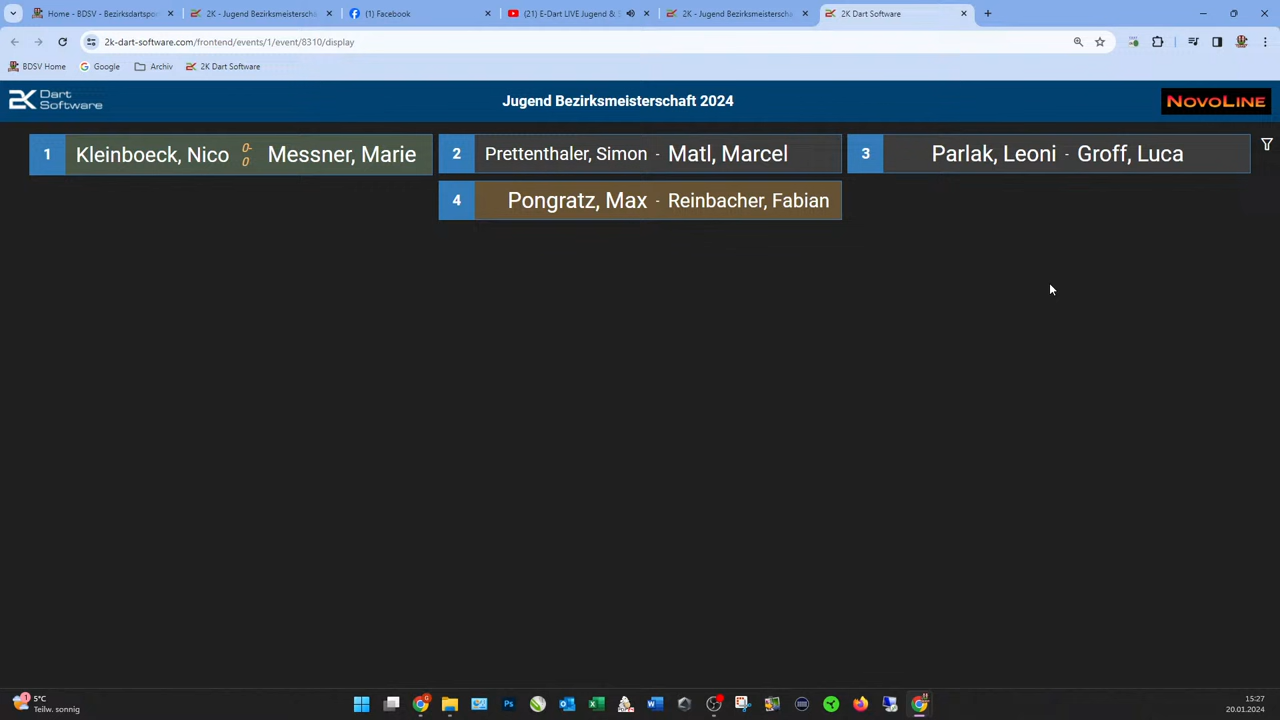 Home - BDSV - Bezirksdartspo
2K - Jugend Bezirksmeisterscha
(1) Facebook
(21) E-Dart LIVE Jugend & S
2K - Jugend Bezirksmeisterscha
2K Dart Software
2k-dart-software.com/frontend/events/1/event/8310/display
BDSV Home
Google
Archiv
2K Dart Software
2K Dart Software
Jugend Bezirksmeisterschaft 2024
NOVOLINE
1 Kleinboeck, Nico 0-0 Messner, Marie
2 Prettenthaler, Simon - Matl, Marcel
3 Parlak, Leoni - Groff, Luca
4 Pongratz, Max - Reinbacher, Fabian
1
5°C
Teilw. sonnig
15:27
20.01.2024